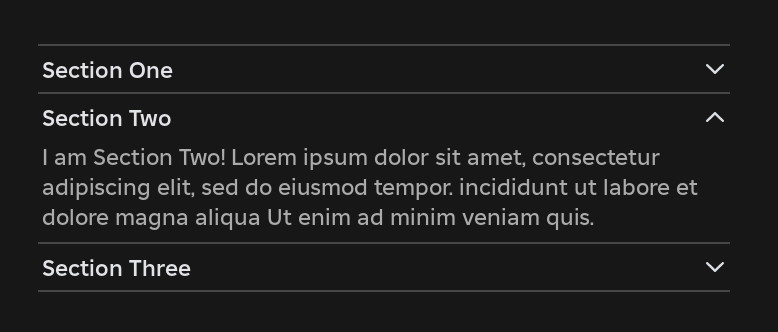 Section One
Section Two
I am Section Two! Lorem ipsum dolor sit amet, consectetur
adipiscing elit, sed do eiusmod tempor. incididunt ut labore et
dolore magna aliqua Ut enim ad minim veniam quis.
Section Three